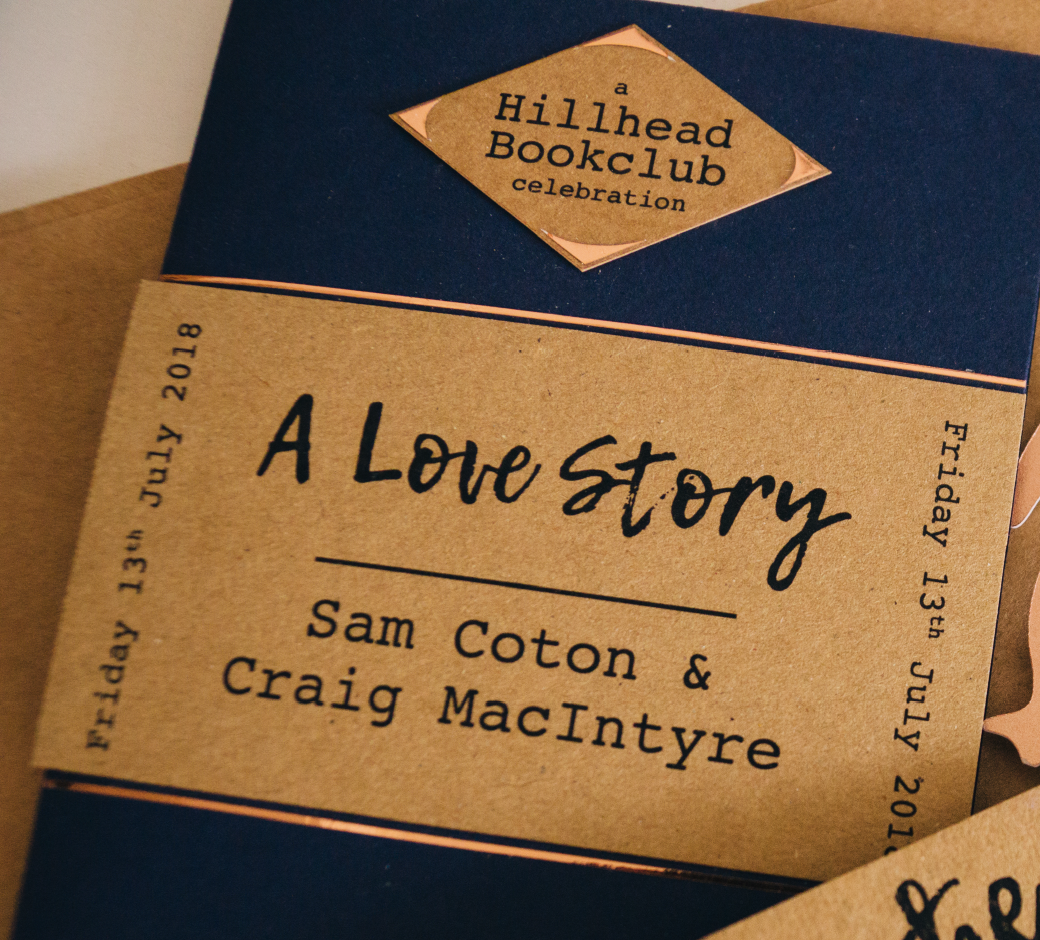 a
Hillhead
Bookclub
celebration
Friday 13th July 2018
A Love Story
Sam Coton &
Craig MacIntyre
Friday 13th July 201